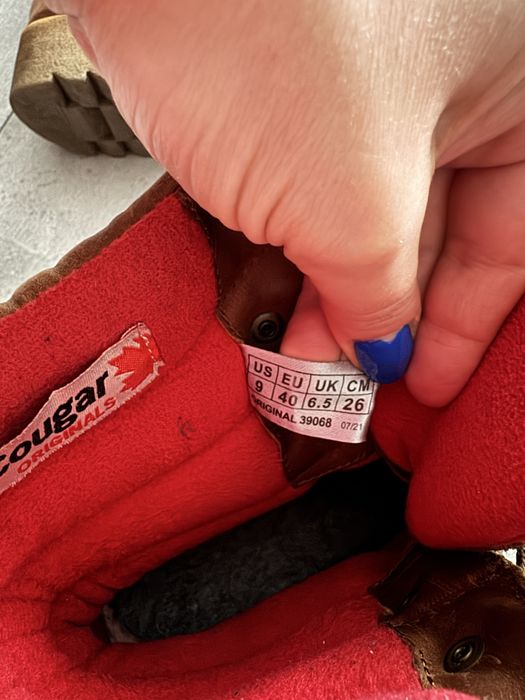 Cougar
ORIGINALS
US EU UK CM
9 40 6.5 26
ORIGINAL 39068 07/21